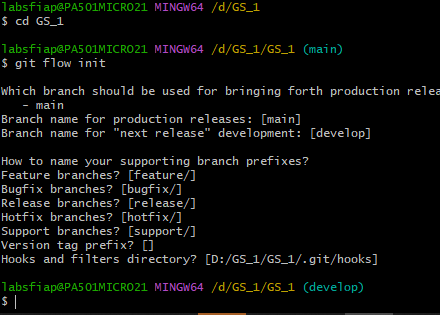 labsfiap@PA501MICRO21 MINGW64 /d/GS_1
$ cd GS_1
labsfiap@PA501MICRO21 MINGW64 /d/GS_1/GS_1 (main)
$ git flow init
Which branch should be used for bringing forth production relea
- main
Branch name for production releases: [main]
Branch name for "next release" development: [develop]
How to name your supporting branch prefixes?
Feature branches? [feature/]
Bugfix branches? [bugfix/]
Release branches? [release/]
Hotfix branches? [hotfix/]
Support branches? [support/]
Version tag prefix? []
Hooks and filters directory? [D:/GS_1/GS_1/.git/hooks]
labsfiap@PA501MICRO21 MINGW64 /d/GS_1/GS_1 (develop)
$